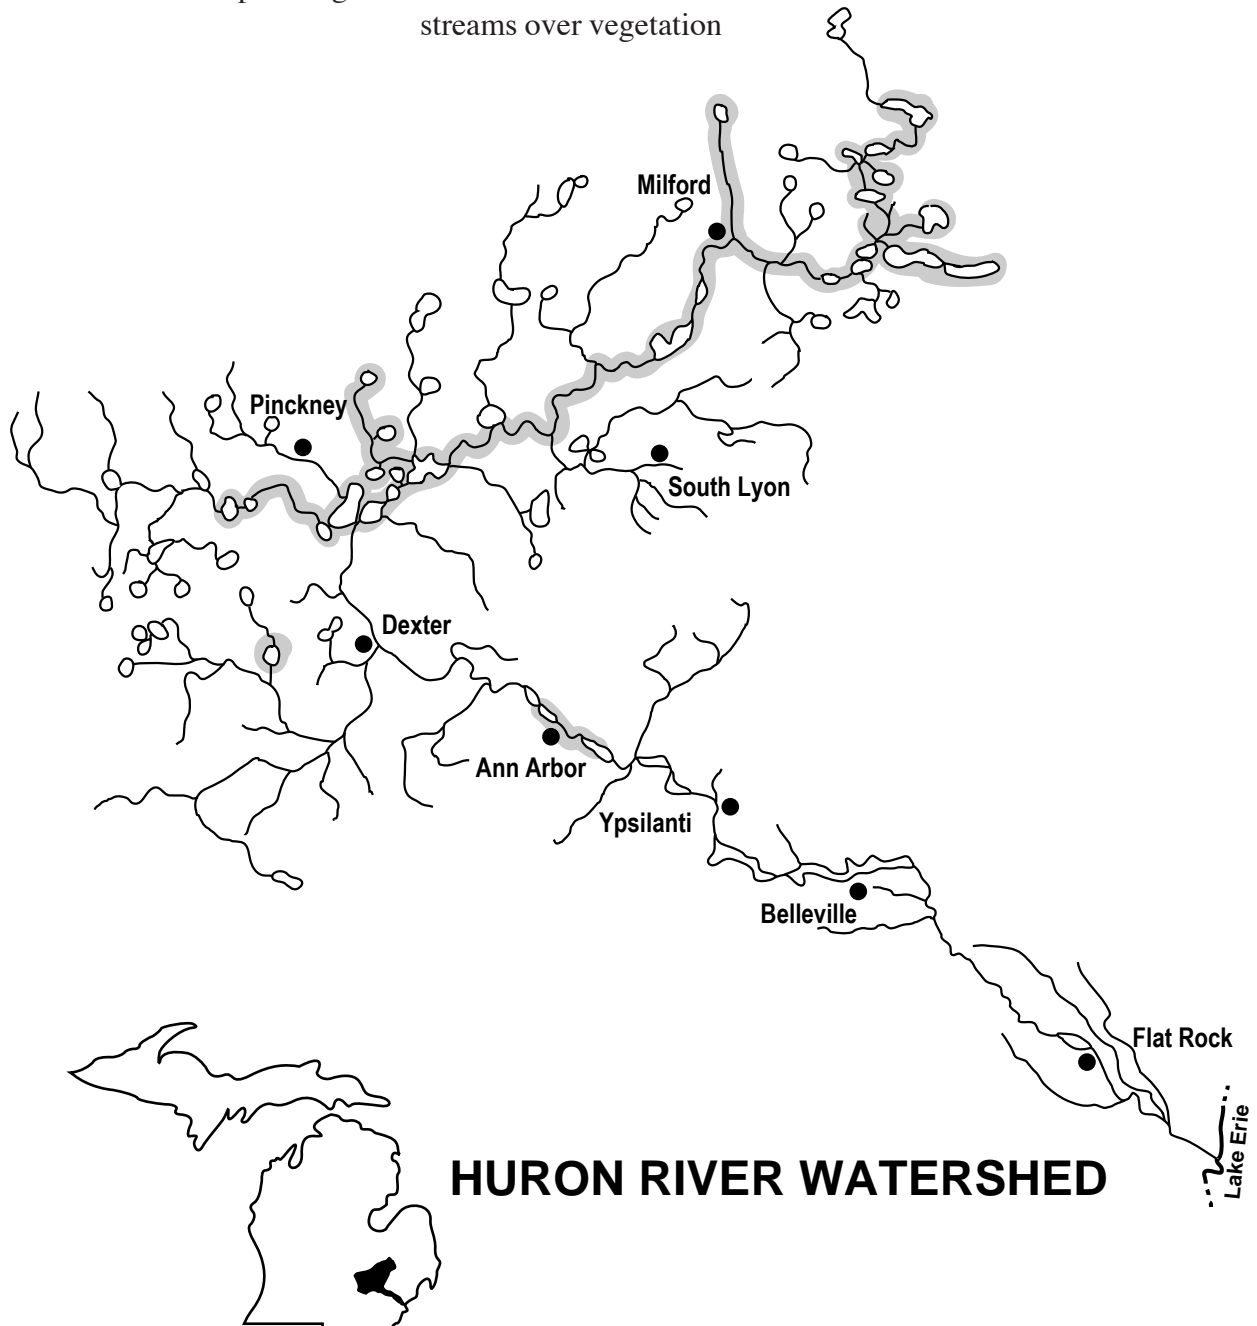 streams over vegetation
Milford
Pinckney
South Lyon
Dexter
Ann Arbor
Ypsilanti
Belleville
Flat Rock
Lake Erie
HURON RIVER WATERSHED